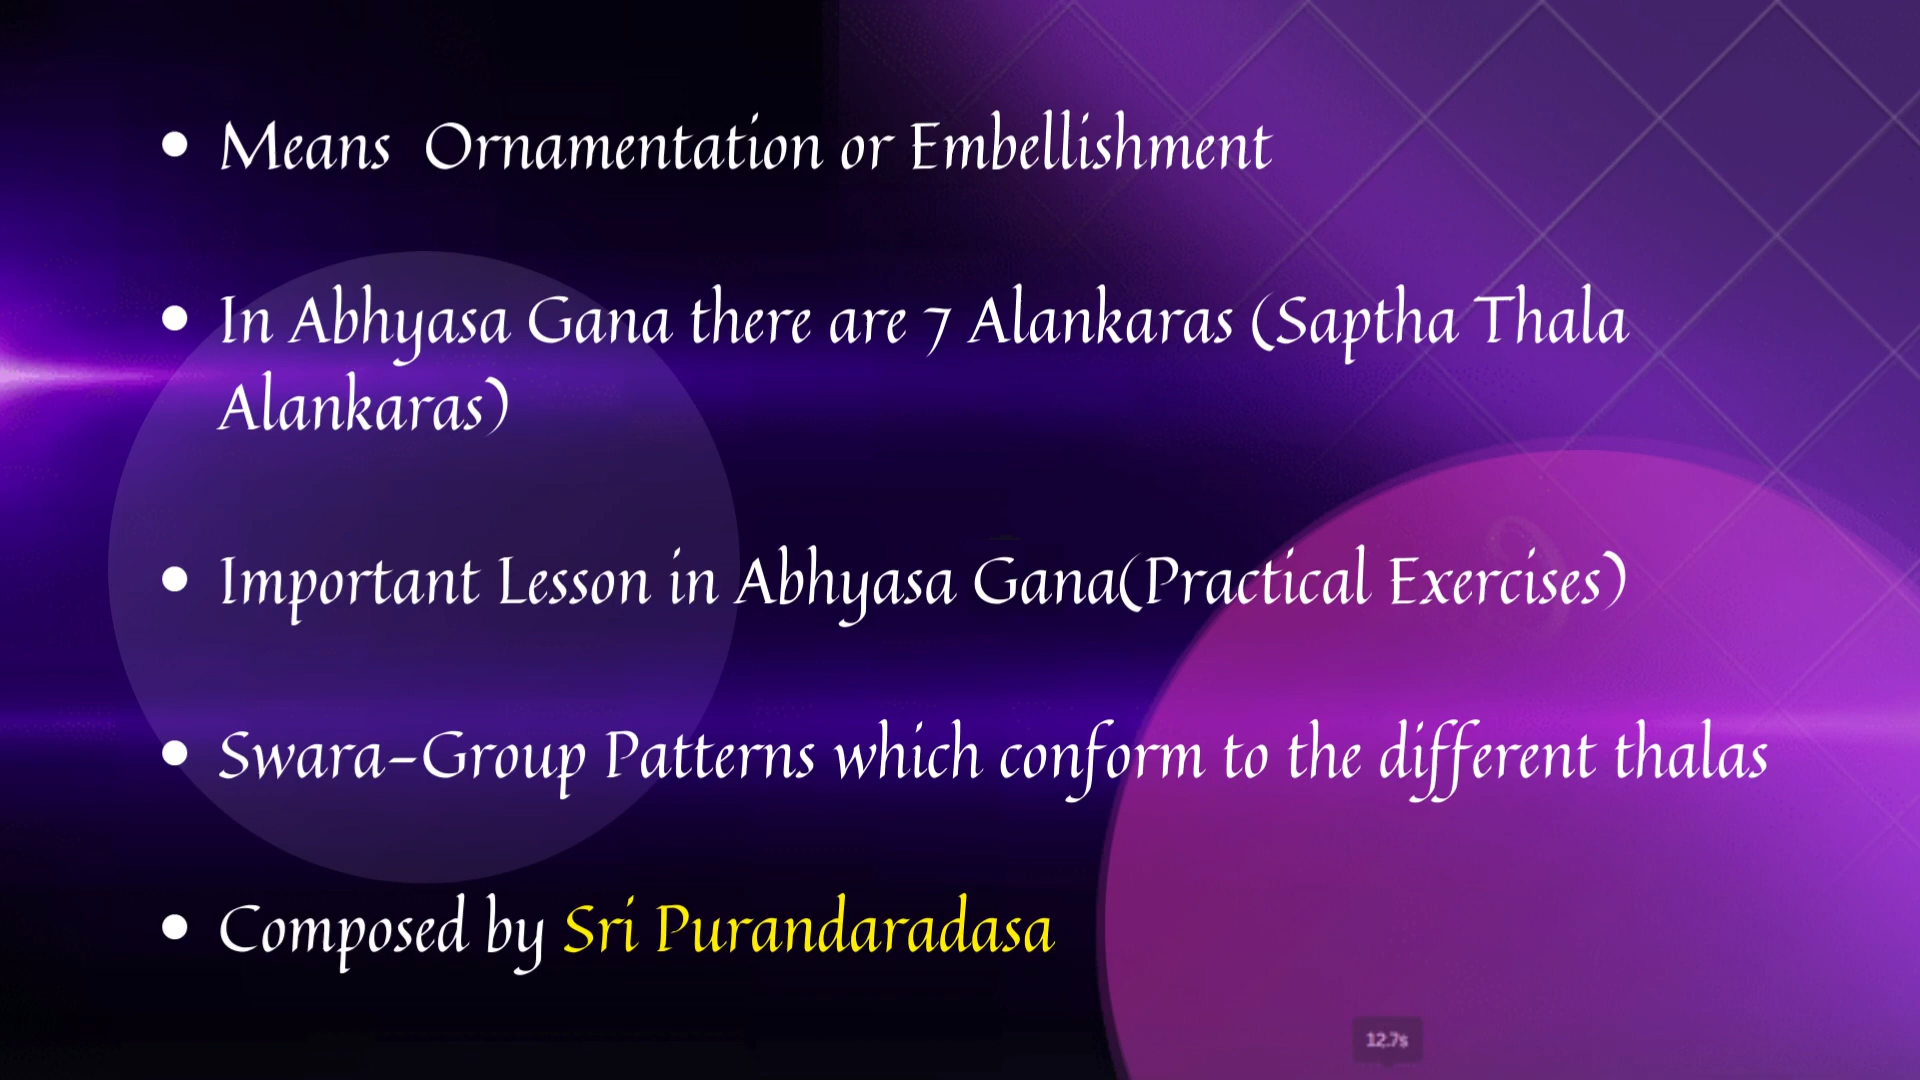 • Means  Ornamentation or Embellishment
• In Abhyasa Gana there are 7 Alankaras (Saptha Thala
Alankaras)
• Important Lesson in Abhyasa Gana(Practical Exercises)
• Swara-Group Patterns which conform to the different thalas
• Composed by Sri Purandaradasa
12.7s